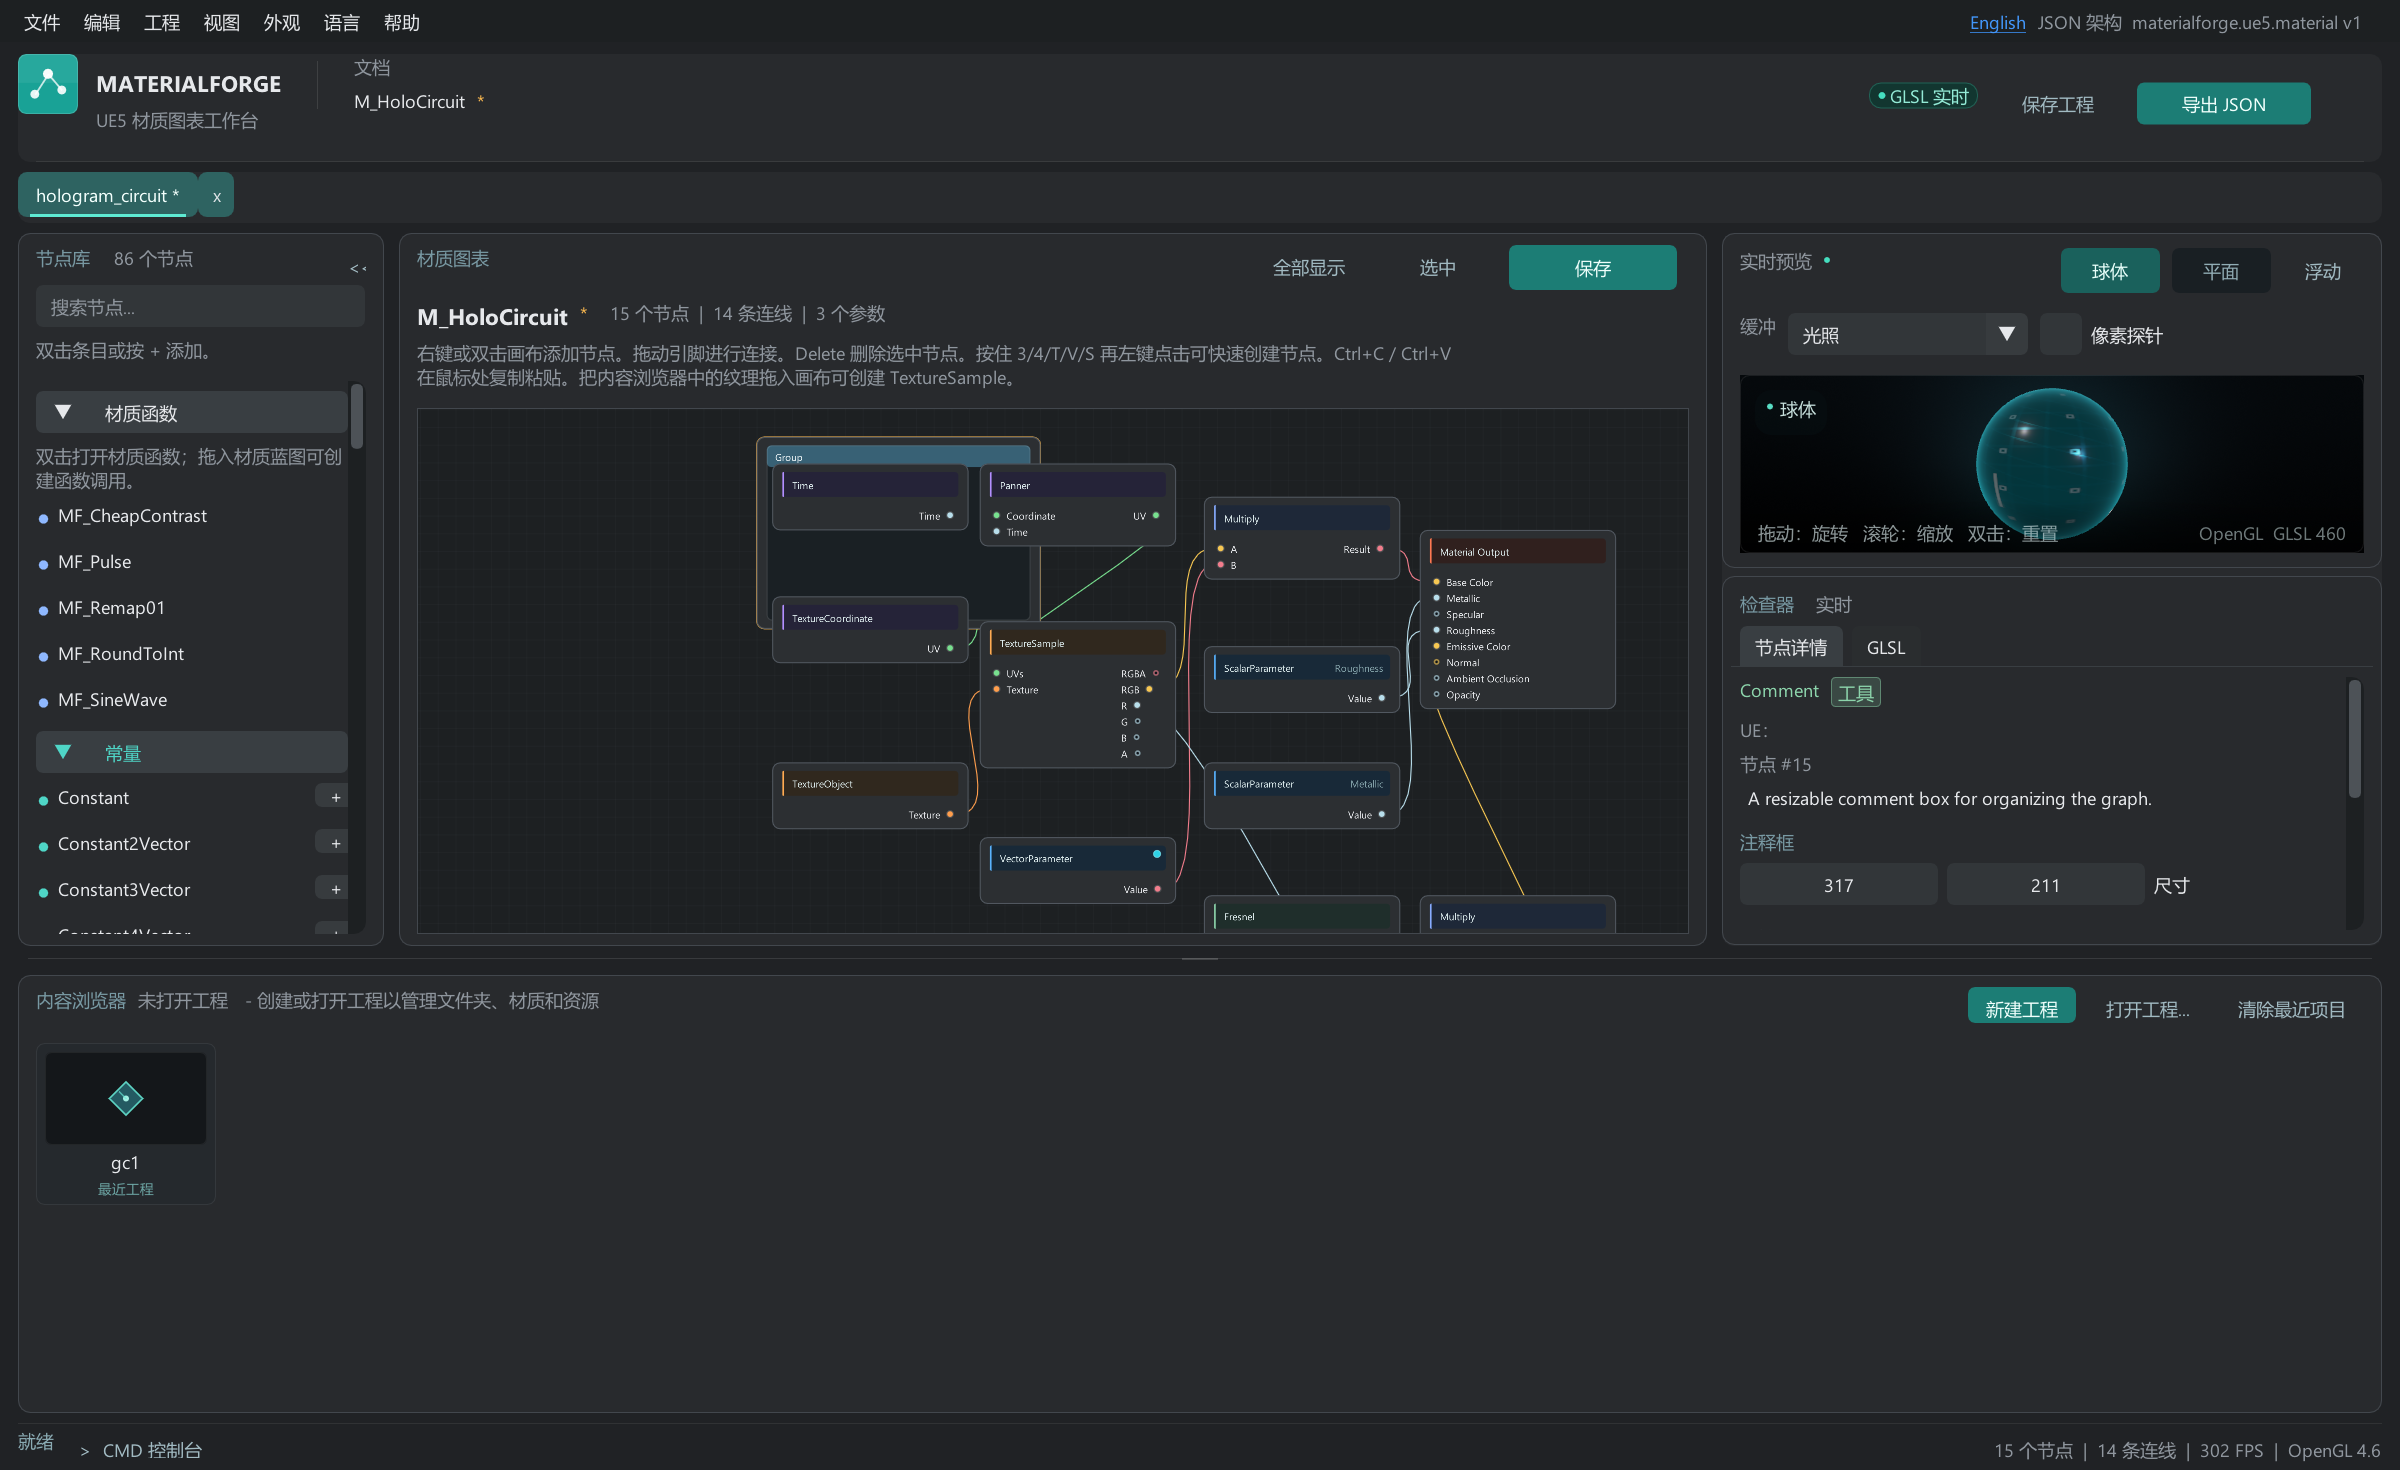 文件 编辑 工程 视图 外观 语言 帮助
English JSON 架构 materialforge.ue5.material v1
MATERIALFORGE
UE5 材质图表工作台
文档
M_HoloCircuit *
GLSL 实时
保存工程
导出 JSON
hologram_circuit *
x
节点库 86 个节点
<<
搜索节点...
双击条目或按 + 添加。
材质函数
双击打开材质函数；拖入材质蓝图可创
建函数调用。
MF_CheapContrast
MF_Pulse
MF_Remap01
MF_RoundToInt
MF_SineWave
常量
Constant +
Constant2Vector +
Constant3Vector +
Constant4Vector +
材质图表
全部显示
选中
保存
M_HoloCircuit * 15 个节点 | 14 条连线 | 3 个参数
右键或双击画布添加节点。拖动引脚进行连接。Delete 删除选中节点。按住 3/4/T/V/S 再左键点击可快速创建节点。Ctrl+C / Ctrl+V
在鼠标处复制粘贴。把内容浏览器中的纹理拖入画布可创建 TextureSample。
Group
Time
Time
Panner
Coordinate UV
Time
TextureCoordinate
UV
TextureSample
UVs RGBA
Texture RGB
R
G
B
A
TextureObject
Texture
VectorParameter
Value
Multiply
A Result
B
ScalarParameter Roughness
Value
ScalarParameter Metallic
Value
Fresnel
Material Output
Base Color
Metallic
Specular
Roughness
Emissive Color
Normal
Ambient Occlusion
Opacity
Multiply
实时预览
球体
平面
浮动
缓冲
光照
像素探针
球体
拖动：旋转 滚轮：缩放 双击：重置
OpenGL GLSL 460
检查器 实时
节点详情
GLSL
Comment 工具
UE:
节点 #15
A resizable comment box for organizing the graph.
注释框
317 211 尺寸
内容浏览器 未打开工程 - 创建或打开工程以管理文件夹、材质和资源
新建工程
打开工程...
清除最近项目
gc1
最近工程
就绪
> CMD 控制台
15 个节点 | 14 条连线 | 302 FPS | OpenGL 4.6